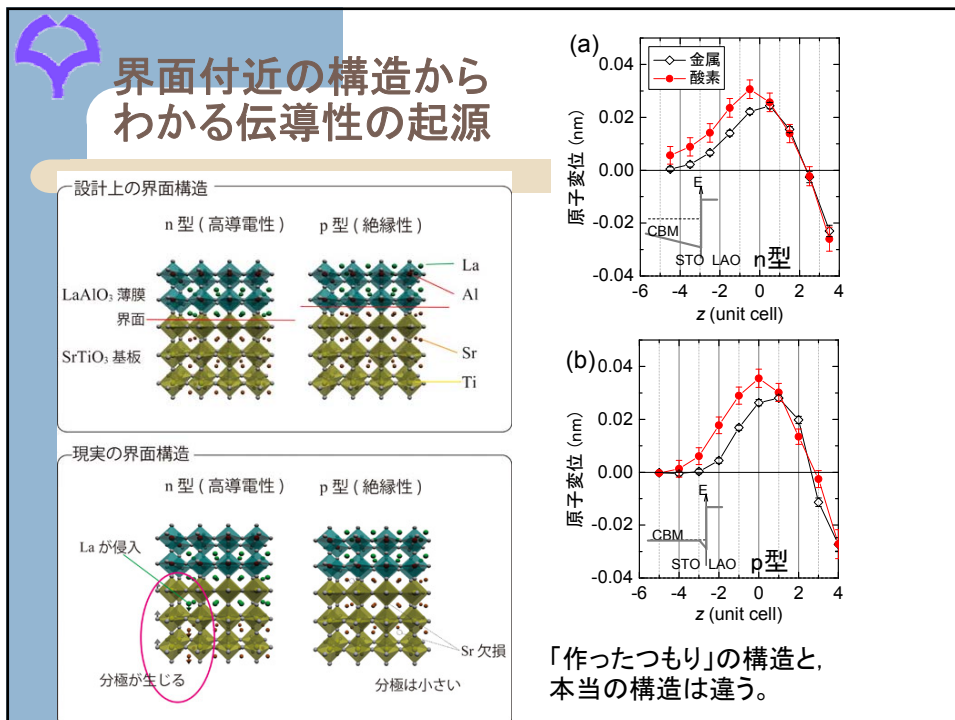 界面付近の構造から
わかる伝導性の起源
設計上の界面構造
n 型 ( 高導電性 )
p 型 ( 絶縁性 )
La
Al
LaAlO₃ 薄膜
界面
Sr
SrTiO₃ 基板
Ti
現実の界面構造
n 型 ( 高導電性 )
p 型 ( 絶縁性 )
La が侵入
Sr 欠損
分極が生じる
分極は小さい
(a)
金属
酸素
0.04
0.02
0.00
-0.02
-0.04
原子変位 (nm)
E
CBM
STO
LAO
n型
-6
-4
-2
0
2
4
z (unit cell)
(b)
0.04
0.02
0.00
-0.02
-0.04
原子変位 (nm)
E
CBM
STO
LAO
p型
-6
-4
-2
0
2
4
z (unit cell)
「作ったつもり」の構造と,
本当の構造は違う。